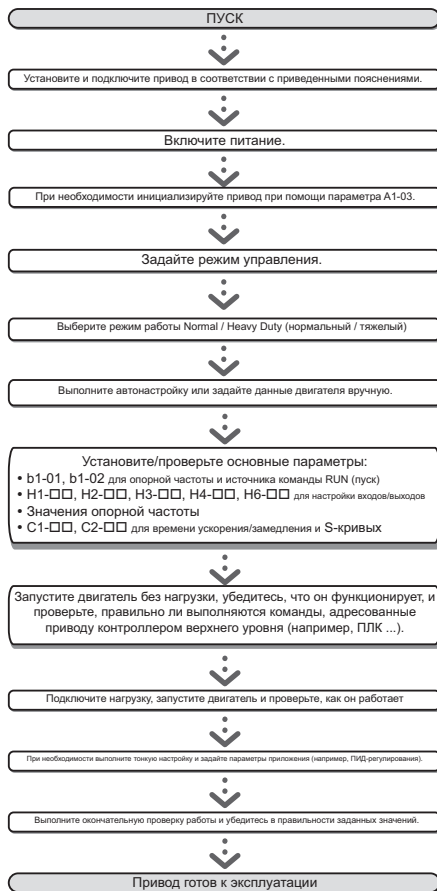 ПУСК
Установите и подключите привод в соответствии с приведенными пояснениями.
Включите питание.
При необходимости инициализируйте привод при помощи параметра A1-03.
Задайте режим управления.
Выберите режим работы Normal / Heavy Duty (нормальный / тяжелый)
Выполните автонастройку или задайте данные двигателя вручную.
Установите/проверьте основные параметры:
• b1-01, b1-02 для опорной частоты и источника команды RUN (пуск)
• H1-□□, H2-□□, H3-□□, H4-□□, H6-□□ для настройки входов/выходов
• Значения опорной частоты
• C1-□□, C2-□□ для времени ускорения/замедления и S-кривых
Запустите двигатель без нагрузки, убедитесь, что он функционирует, и
проверьте, правильно ли выполняются команды, адресованные
приводу контроллером верхнего уровня (например, ПЛК ...).
Подключите нагрузку, запустите двигатель и проверьте, как он работает
При необходимости выполните тонкую настройку и задайте параметры приложения (например, ПИД-регулирования).
Выполните окончательную проверку работы и убедитесь в правильности заданных значений.
Привод готов к эксплуатации